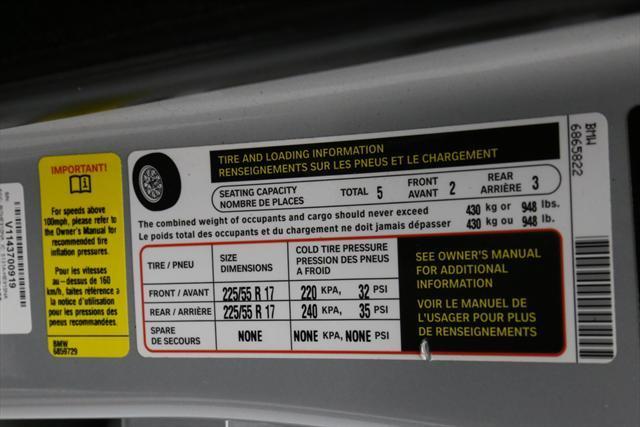 TIRE AND LOADING INFORMATION
RENSEIGNEMENTS SUR LES PNEUS ET LE CHARGEMENT
SEATING CAPACITY
NOMBRE DE PLACES
TOTAL 5
FRONT
AVANT 2
REAR
ARRIÈRE 3
The combined weight of occupants and cargo should never exceed 430 kg or 948 lbs.
Le poids total des occupants et du chargement ne doit jamais dépasser 430 kg ou 948 lb.
TIRE / PNEU
SIZE
DIMENSIONS
COLD TIRE PRESSURE
PRESSION DES PNEUS
A FROID
FRONT / AVANT 225/55 R 17 220 KPA, 32 PSI
REAR / ARRIÈRE 225/55 R 17 240 KPA, 35 PSI
SPARE
DE SECOURS
NONE NONE KPA, NONE PSI
SEE OWNER'S MANUAL
FOR ADDITIONAL
INFORMATION
VOIR LE MANUEL DE
L'USAGER POUR PLUS
DE RENSEIGNEMENTS
BMW
6865822
IMPORTANT!
For speeds above
100mph, please refer to
the Owner's Manual for
recommended tire
inflation pressures.
Pour les vitesses
au-dessus de 160
km/h, faites référence a
la notice d'utilisation
pour les pressions des
pneus recommandées.
BMW
6859729
V1143700919